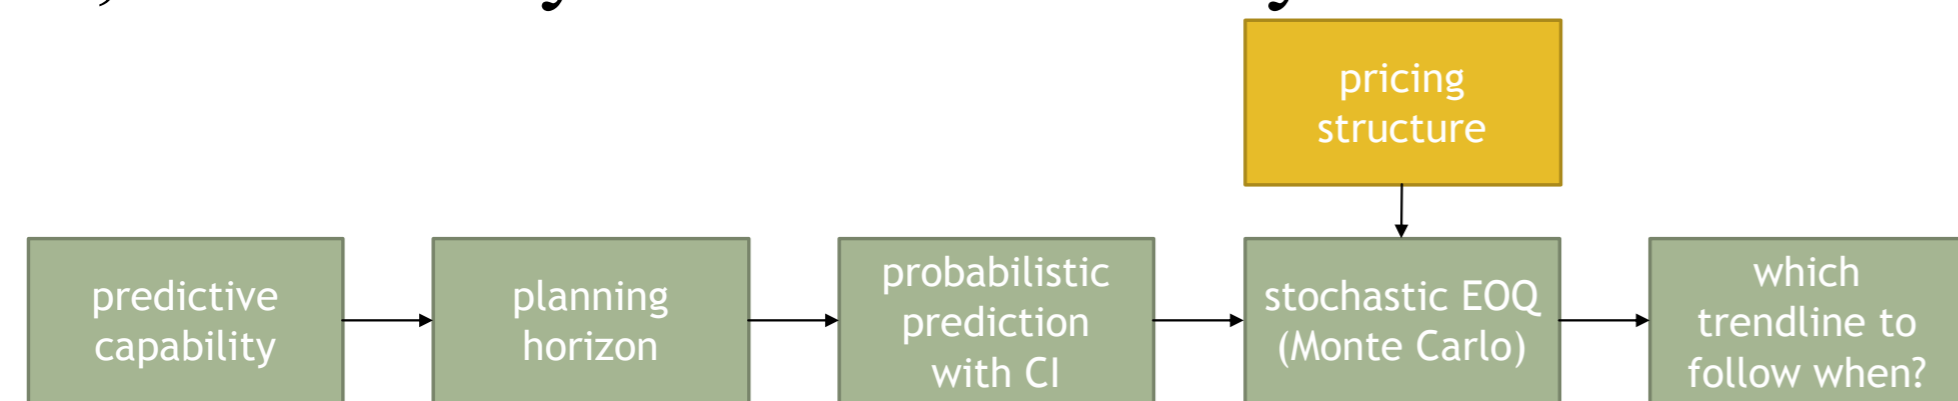 pricing
structure
predictive
capability
planning
horizon
probabilistic
prediction
with CI
stochastic EOQ
(Monte Carlo)
which
trendline to
follow when?